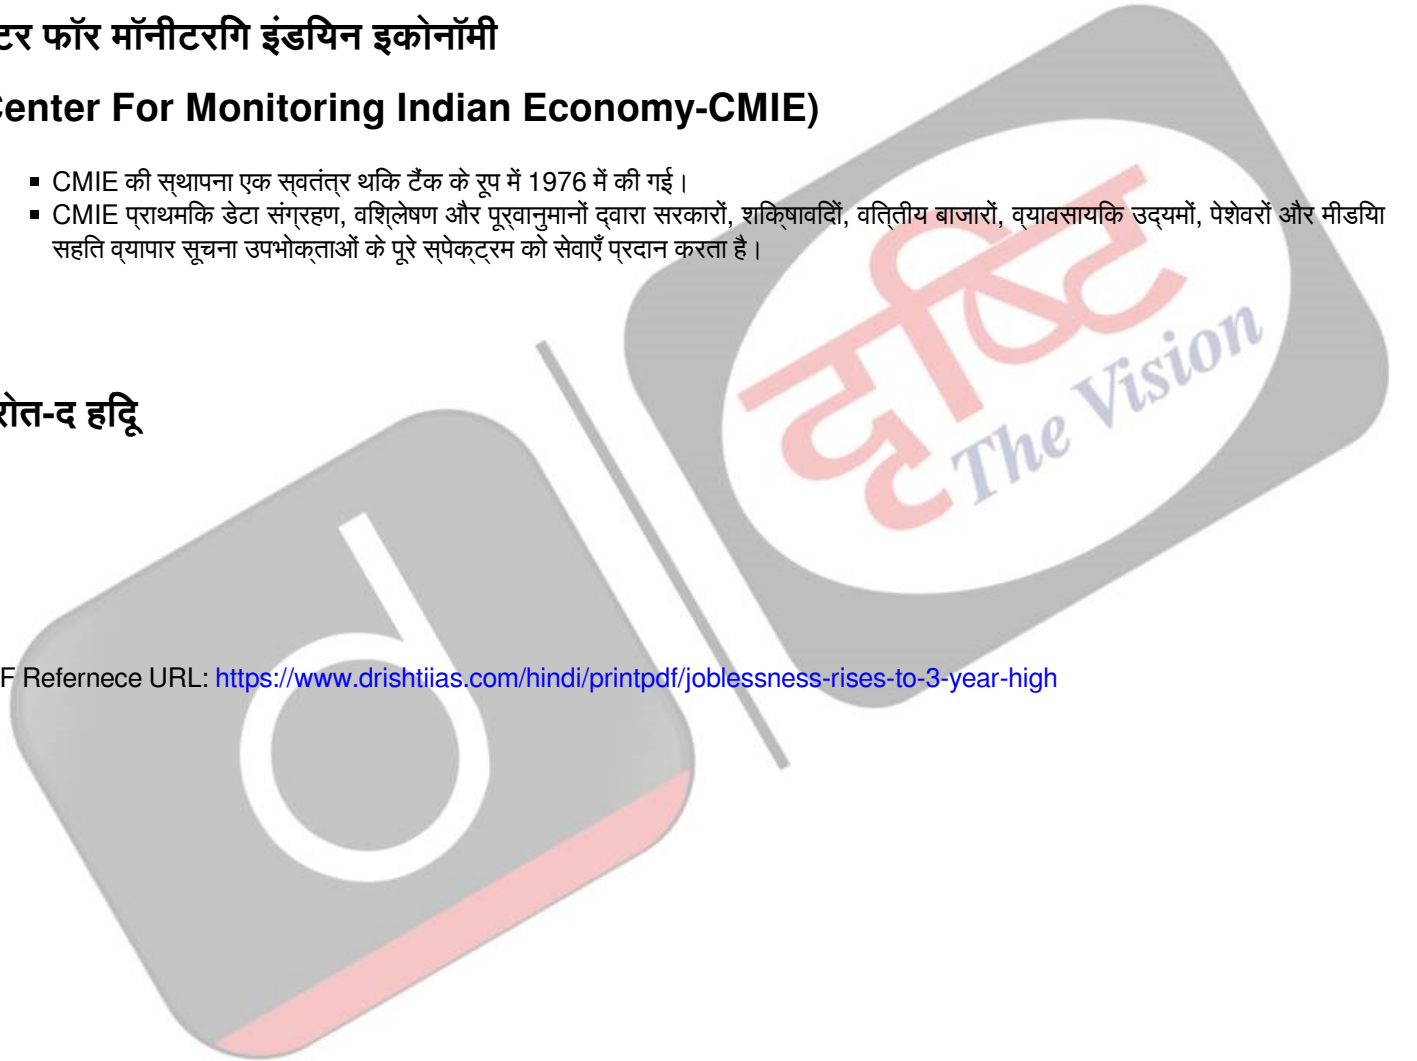 टर फॉर मॉनीटरगि इंडयिन इकोनॉमी
enter For Monitoring Indian Economy-CMIE)
▪ CMIE की स्थापना एक स्वतंत्र थकि टैंक के रूप में 1976 में की गई।
▪ CMIE प्राथमकि डेटा संग्रहण, वशि्लेषण और पूर्वानुमानों द्वारा सरकारों, शकि्षावदिों, वति्तीय बाजारों, व्यावसायकि उद्यमों, पेशेवरों और मीडयिा
सहति व्यापार सूचना उपभोक्ताओं के पूरे स्पेक्ट्रम को सेवाएँ प्रदान करता है।
दृष्टि
The Vision
रोत-द हदिू
d
F Refernece URL: https://www.drishtiias.com/hindi/printpdf/joblessness-rises-to-3-year-high